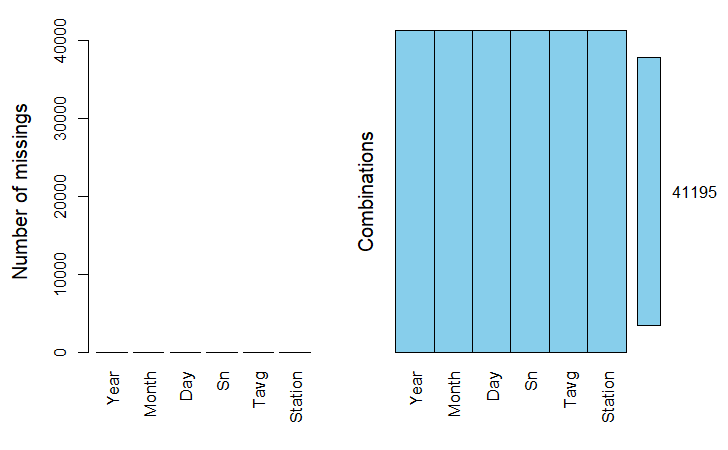 Number of missings
40000
30000
20000
10000
0
Year
Month
Day
Sn
Tavg
Station
Combinations
Year
Month
Day
Sn
Tavg
Station
41195